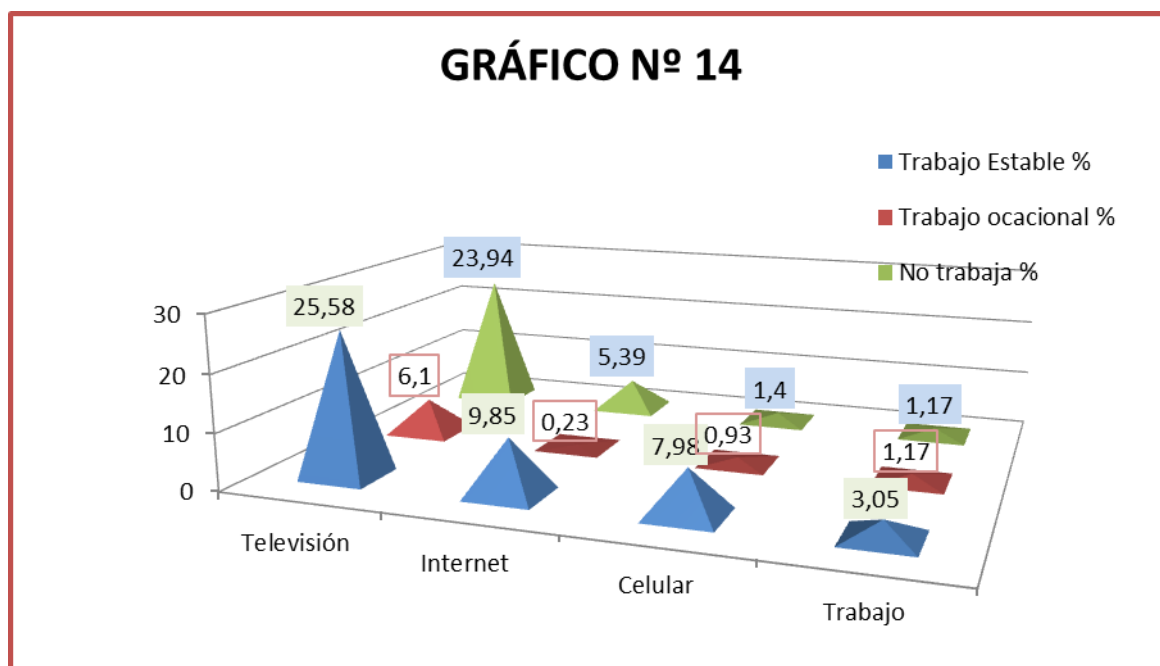 GRÁFICO Nº 14
Trabajo Estable %
Trabajo ocacional %
No trabaja %
23,94
25,58
6,1
9,85
5,39
0,23
1,4
0,93
7,98
1,17
1,17
3,05
30
20
10
0
Televisión
Internet
Celular
Trabajo